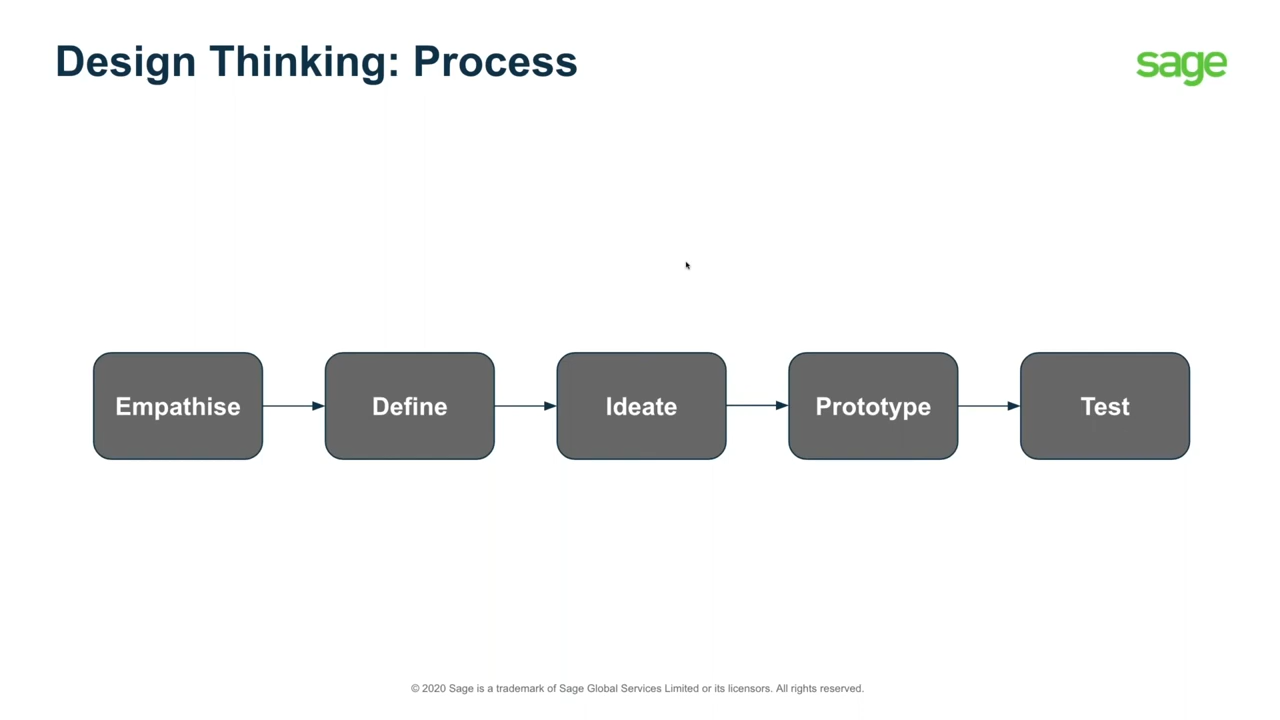 Design Thinking: Process
sage
Empathise
Define
Ideate
Prototype
Test
© 2020 Sage is a trademark of Sage Global Services Limited or its licensors. All rights reserved.